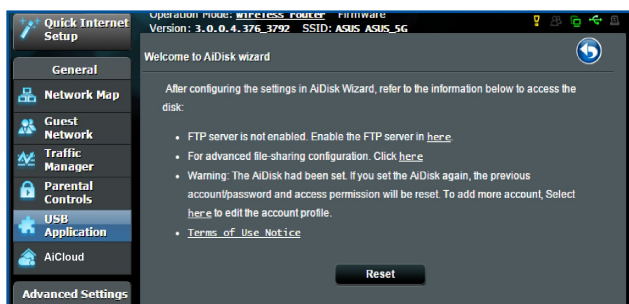 Quick Internet
Setup
General
Network Map
Guest
Network
Traffic
Manager
Parental
Controls
USB
Application
AiCloud
Advanced Settings
Operation Mode: Wireless router Firmware
Version: 3.0.0.4.376_3792 SSID: ASUS ASUS_5G
Welcome to AiDisk wizard
After configuring the settings in AiDisk Wizard, refer to the information below to access the
disk:
• FTP server is not enabled. Enable the FTP server in here.
• For advanced file-sharing configuration. Click here
• Warning: The AiDisk had been set. If you set the AiDisk again, the previous
account/password and access permission will be reset. To add more account, Select
here to edit the account profile.
• Terms of Use Notice
Reset